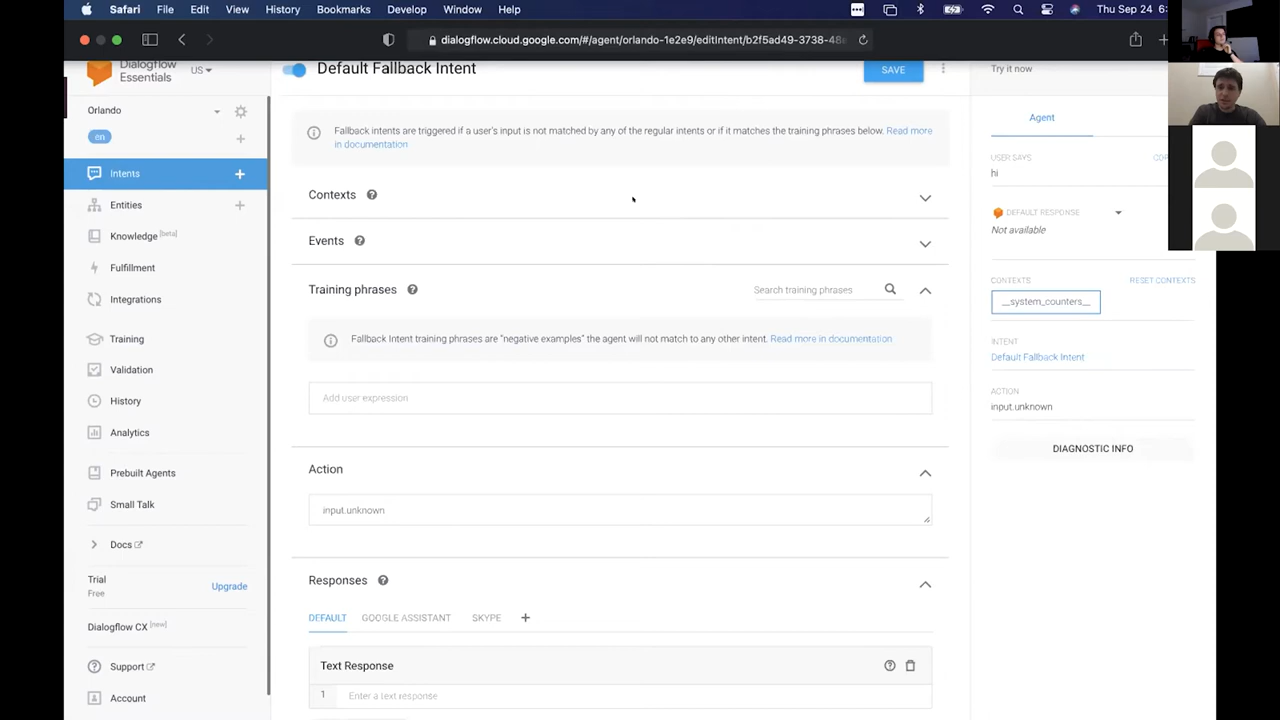 Safari File Edit View History Bookmarks Develop Window Help Thu Sep 24 6:
dialogflow.cloud.google.com/#/agent/orlando-1e2e9/editIntent/b2f5ad49-3738-48e
Dialogflow
Essentials
US
Default Fallback Intent
SAVE
Try it now
Orlando
en
Intents
Entities
Knowledge [beta]
Fulfillment
Integrations
Training
Validation
History
Analytics
Prebuilt Agents
Small Talk
Docs
Trial
Free
Upgrade
Dialogflow CX [new]
Support
Account
Fallback intents are triggered if a user's input is not matched by any of the regular intents or if it matches the training phrases below. Read more
in documentation
Contexts
Events
Training phrases
Search training phrases
Fallback Intent training phrases are "negative examples" the agent will not match to any other intent. Read more in documentation
Add user expression
Action
input.unknown
Responses
DEFAULT GOOGLE ASSISTANT SKYPE
Text Response
1 Enter a text response
Agent
USER SAYS
hi
DEFAULT RESPONSE
Not available
CONTEXTS
RESET CONTEXTS
__system_counters__
INTENT
Default Fallback Intent
ACTION
input.unknown
DIAGNOSTIC INFO